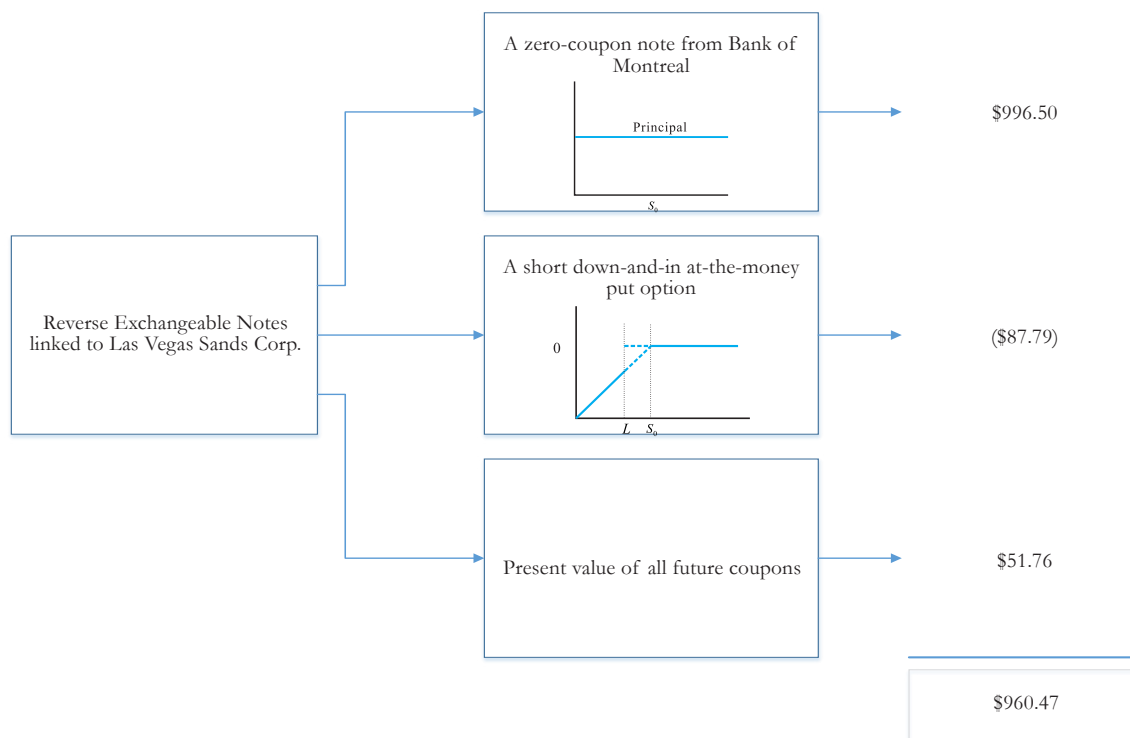 A zero-coupon note from Bank of
Montreal
Principal
S₀
$996.50
Reverse Exchangeable Notes
linked to Las Vegas Sands Corp.
A short down-and-in at-the-money
put option
0
L S₀
($87.79)
Present value of all future coupons
$51.76
$960.47